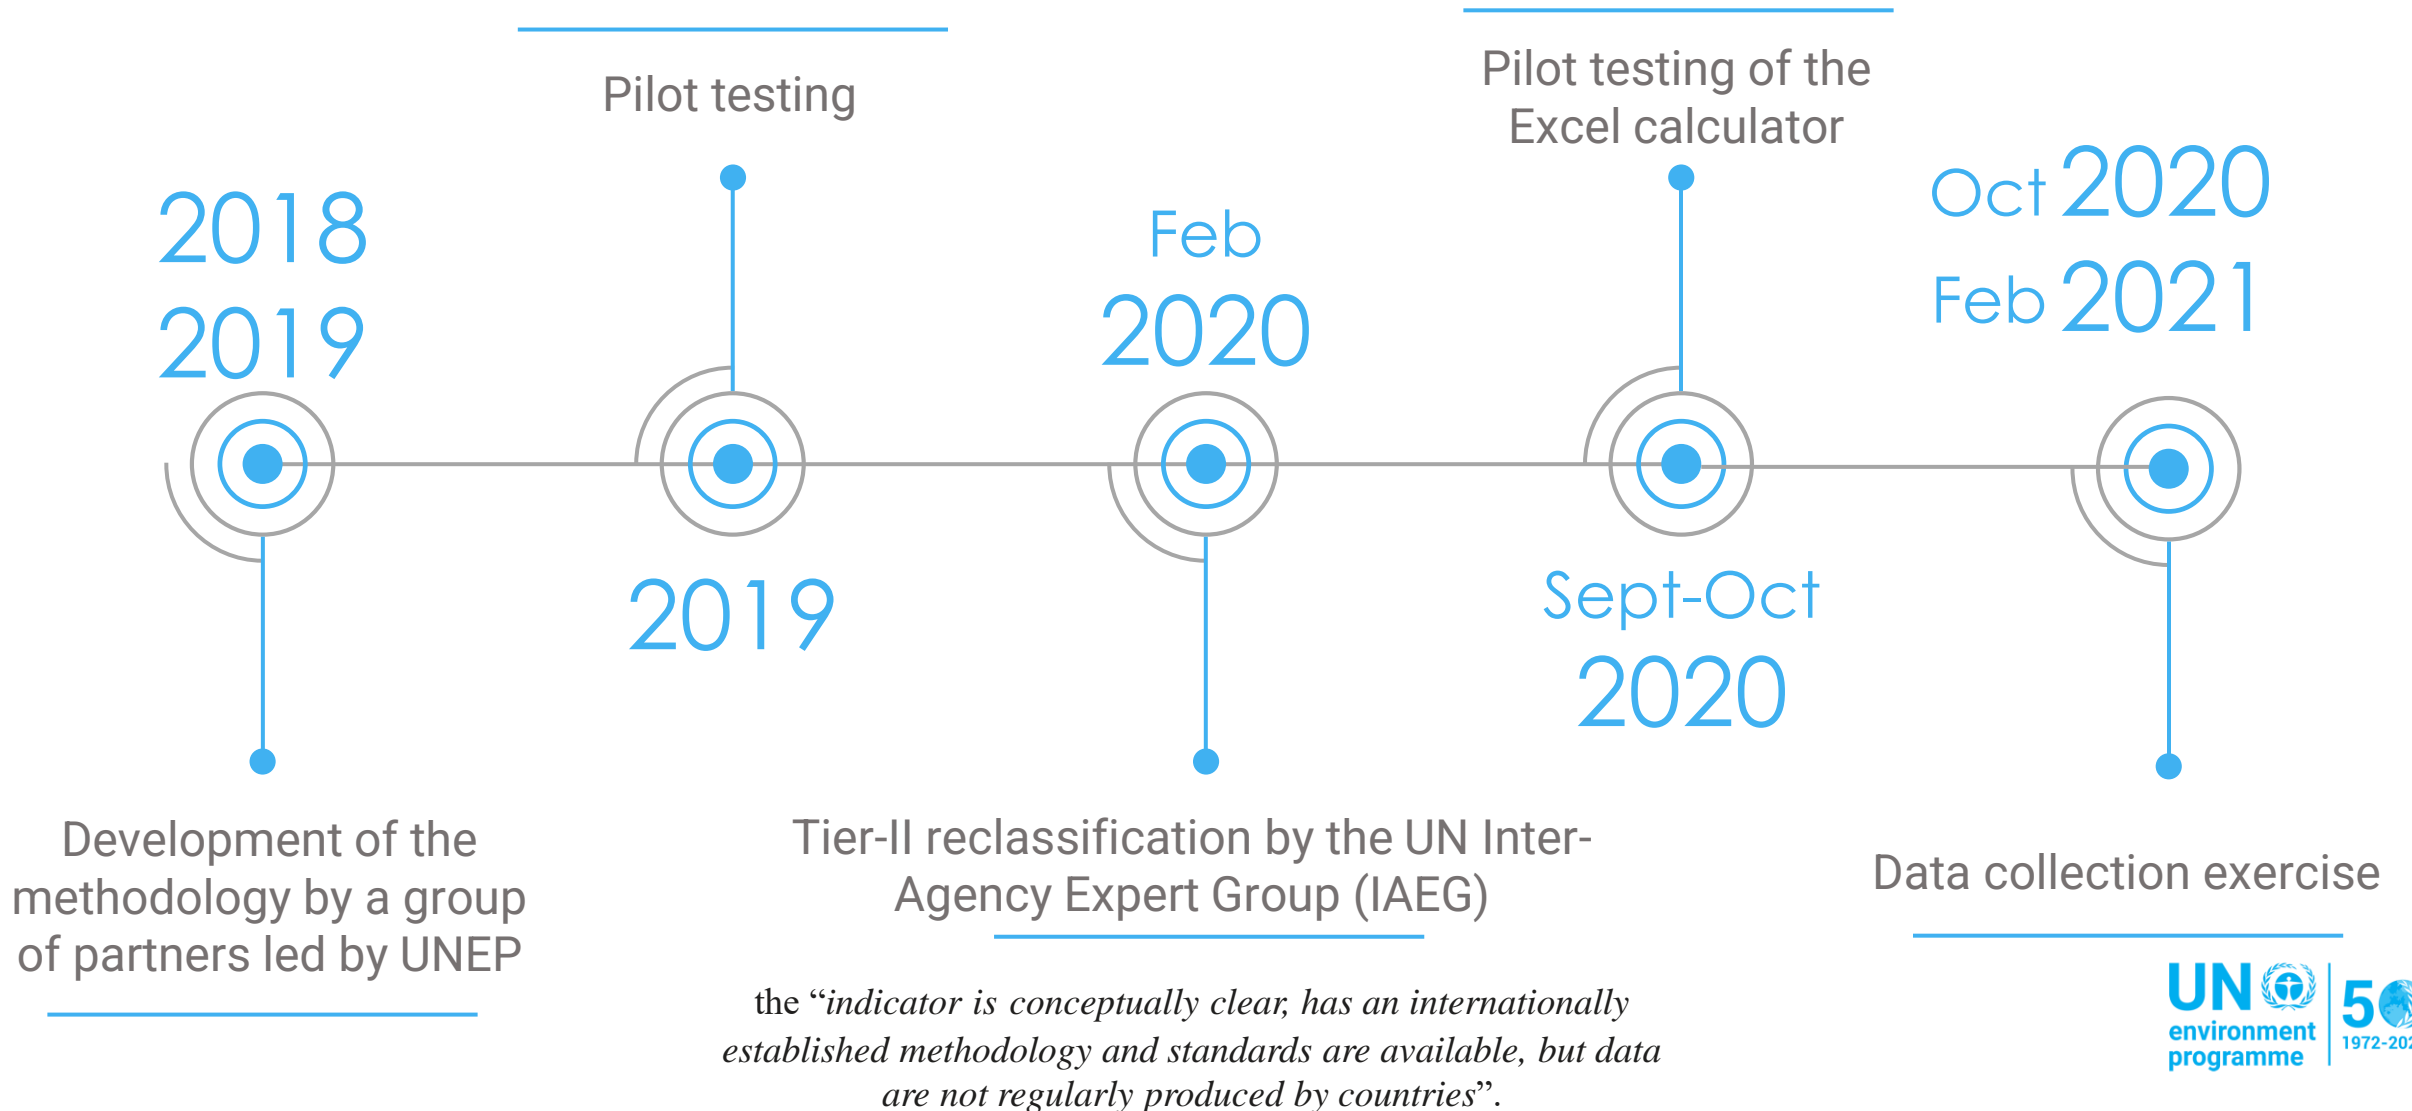 2018
2019
Development of the
methodology by a group
of partners led by UNEP
Pilot testing
2019
Feb
2020
Tier-II reclassification by the UN Inter-
Agency Expert Group (IAEG)
the “indicator is conceptually clear, has an internationally
established methodology and standards are available, but data
are not regularly produced by countries”.
Pilot testing of the
Excel calculator
Sept-Oct
2020
Oct 2020
Feb 2021
Data collection exercise
UN
environment
programme